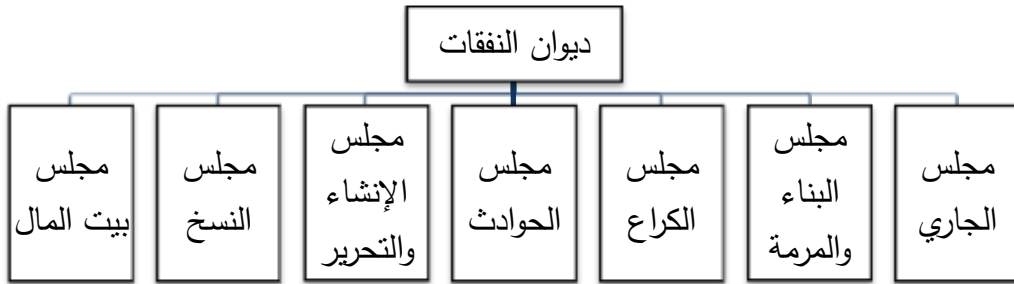 ديوان النفقات
مجلس
الجاري
مجلس
البناء
والمرمة
مجلس
الكراع
مجلس
الحوادث
مجلس
الإنشاء
والتحرير
مجلس
النسخ
مجلس
بيت المال